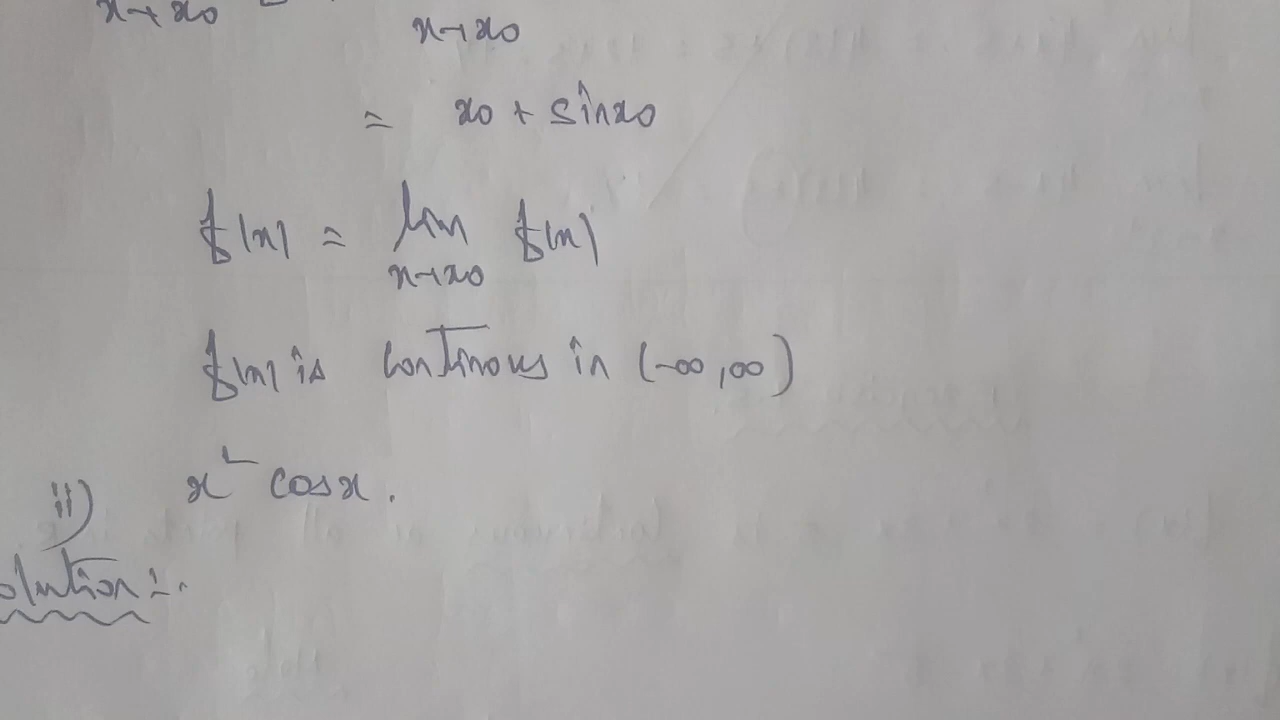 x→x0 x→x0
= x0 + sinx0
f(x) = lim f(x)
x→x0
f(x) is continous in (-∞,∞)
ii) x² cosx.
olution:-